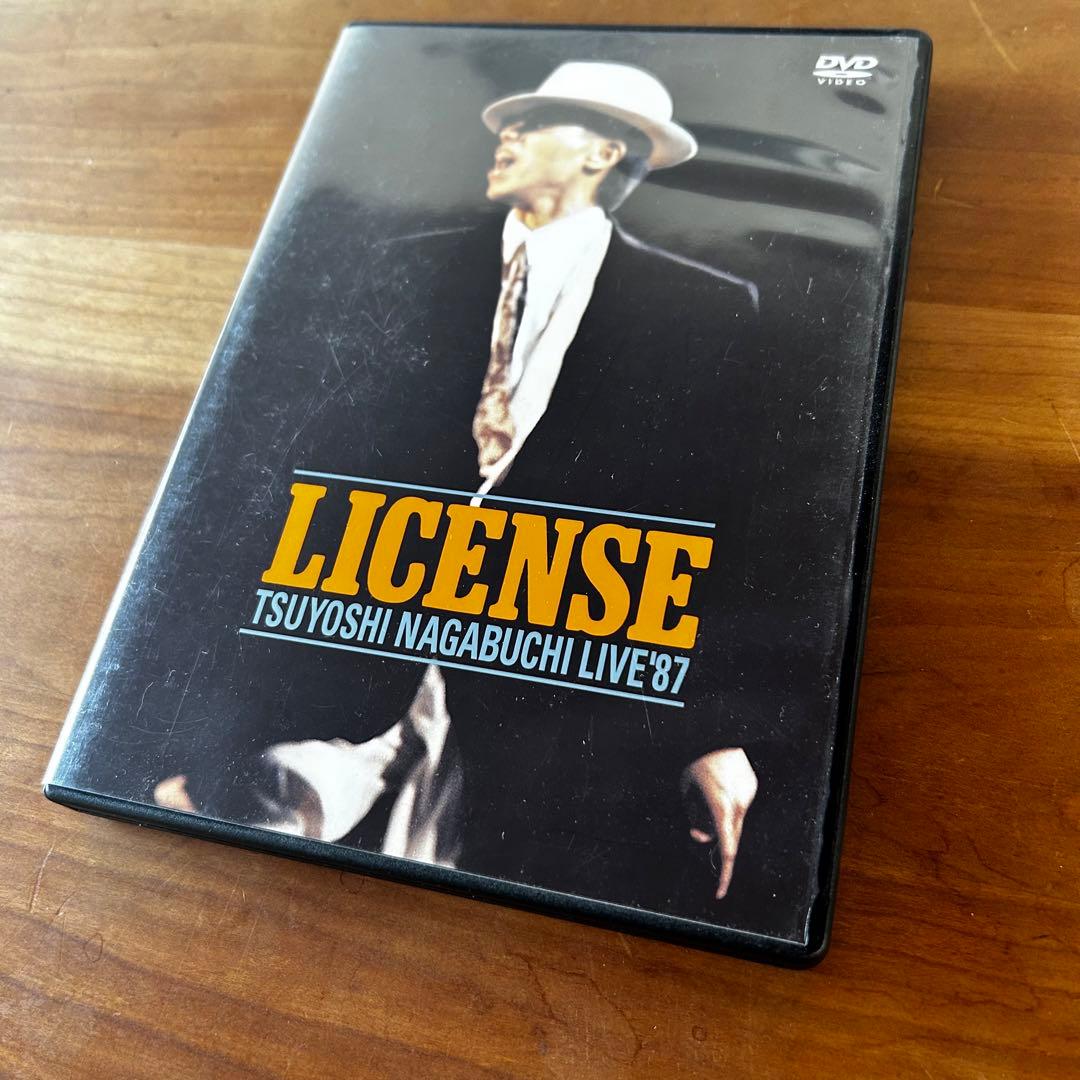 DVD
VIDEO
LICENSE
TSUYOSHI NAGABUCHI LIVE'87